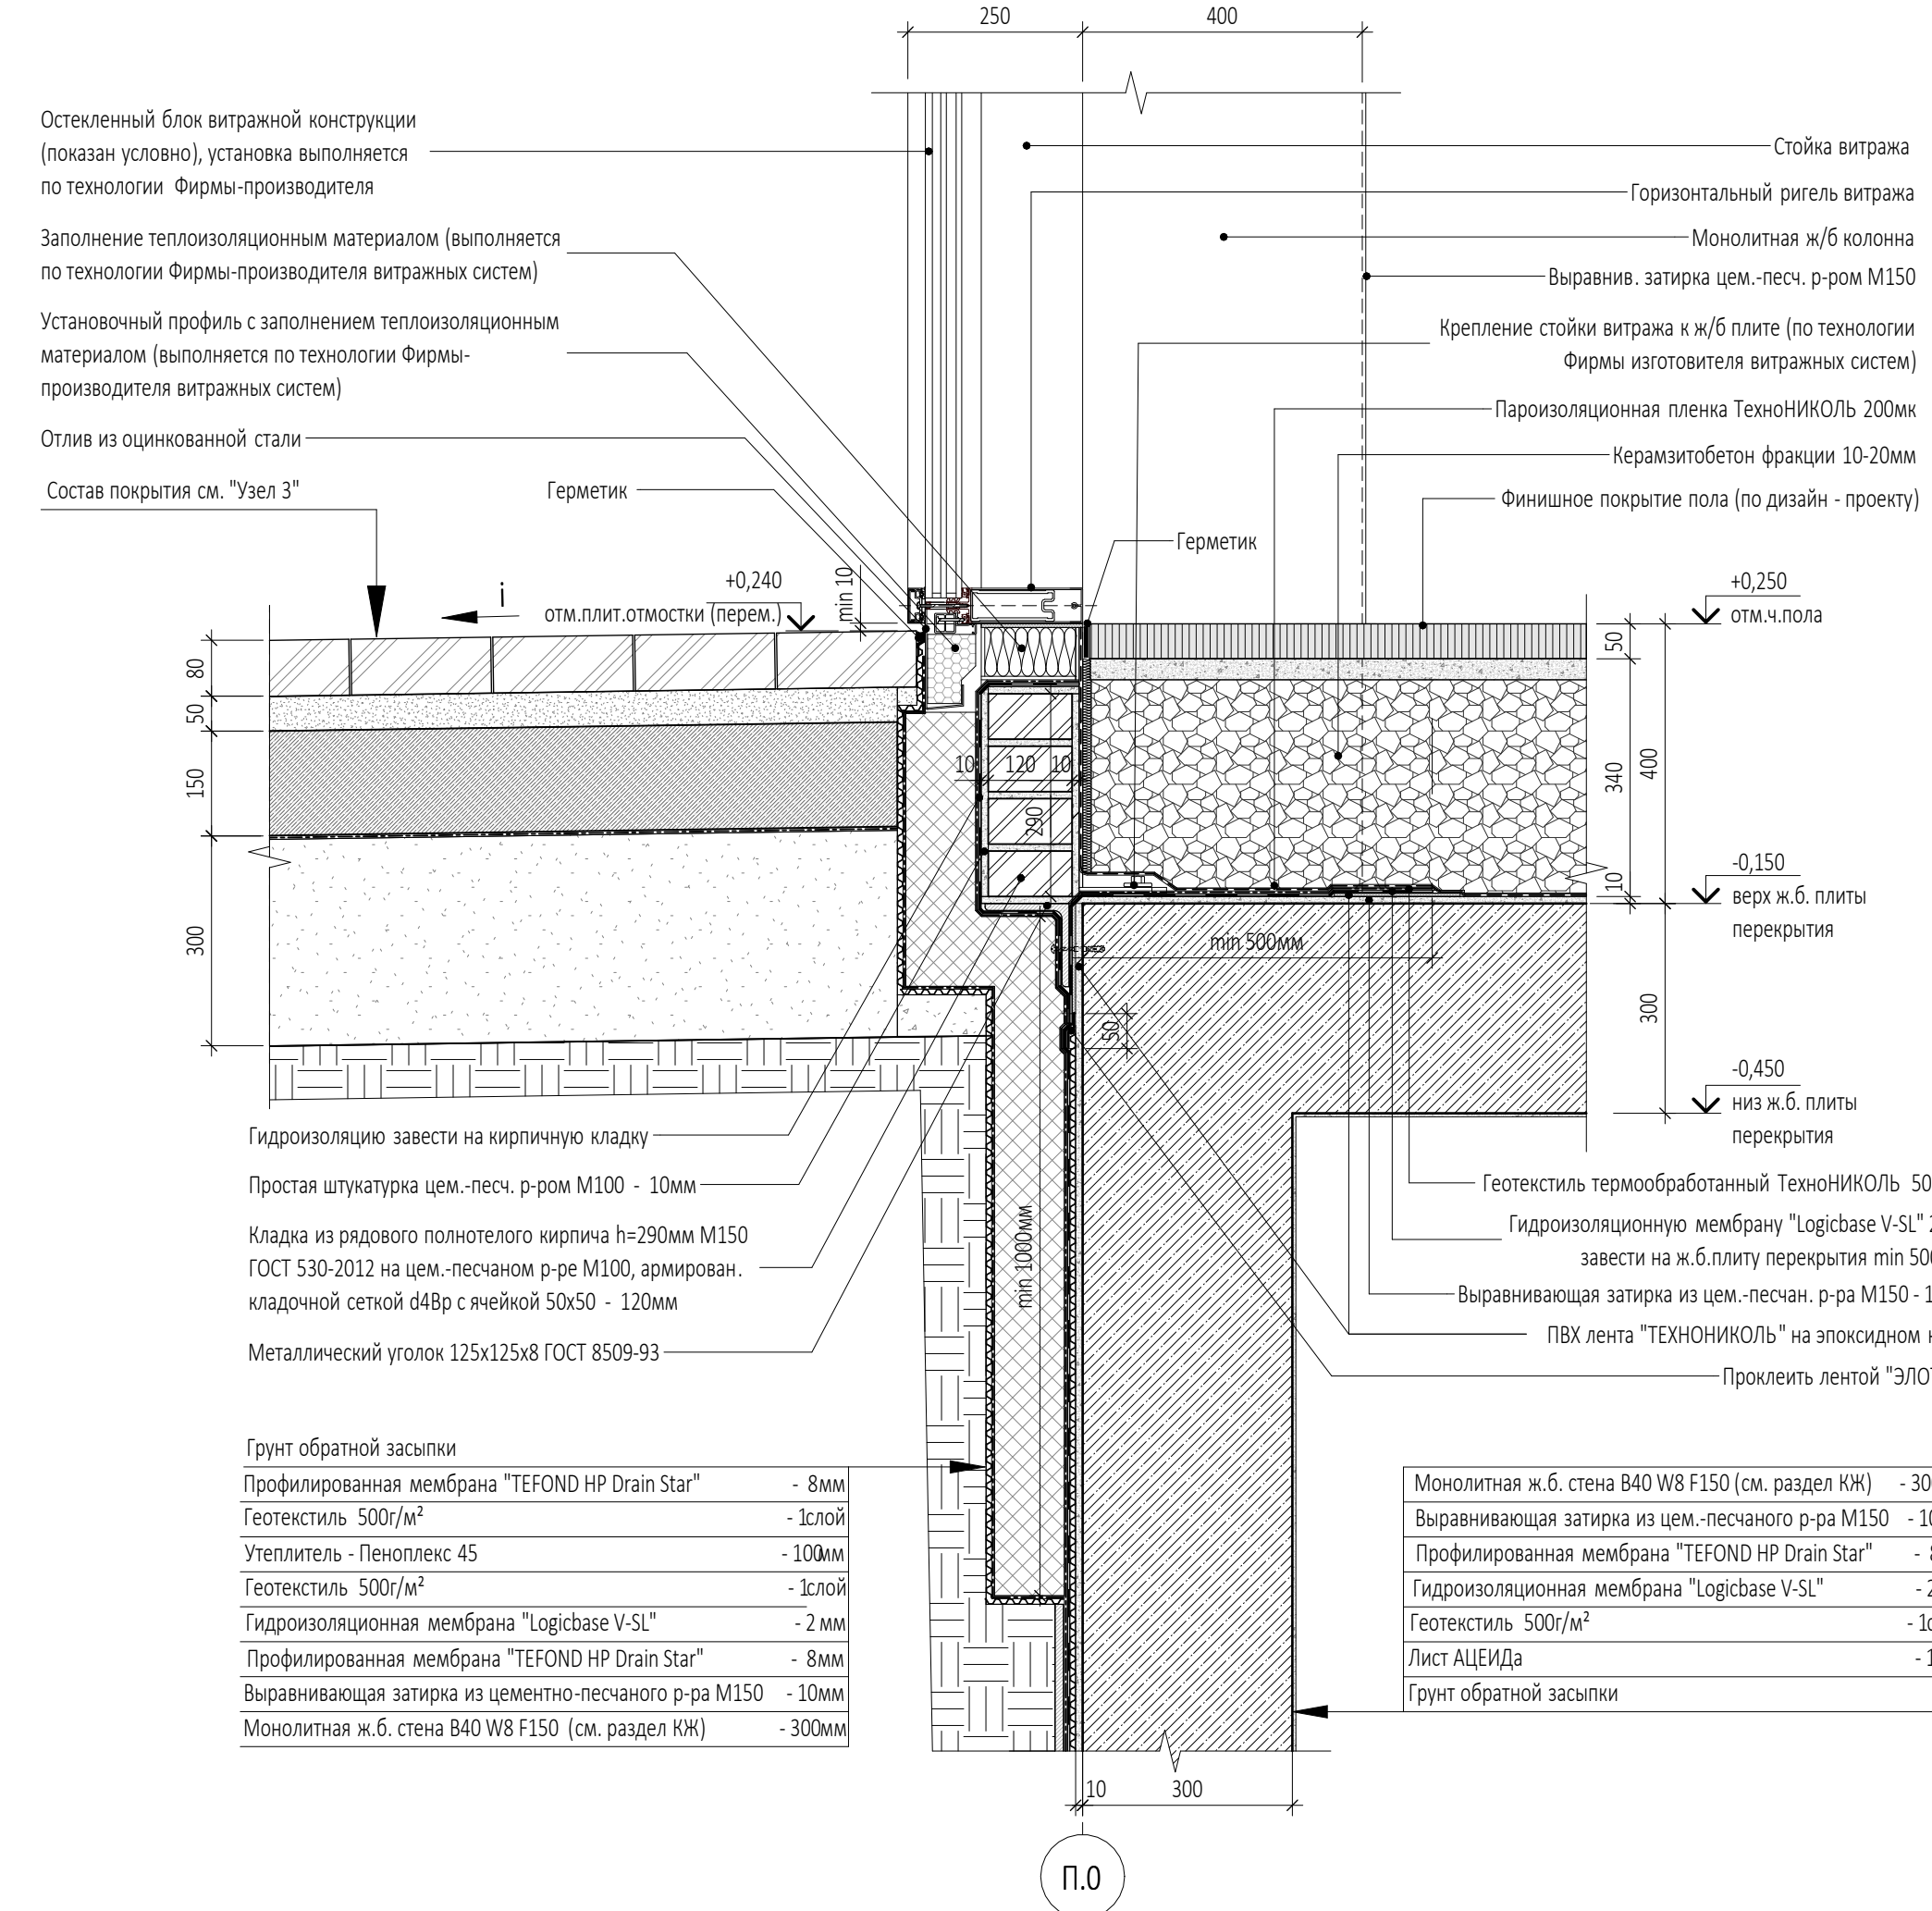 250
400
Остекленный блок витражной конструкции
(показан условно), установка выполняется
по технологии Фирмы-производителя
Заполнение теплоизоляционным материалом (выполняется
по технологии Фирмы-производителя витражных систем)
Установочный профиль с заполнением теплоизоляционным
материалом (выполняется по технологии Фирмы-
производителя витражных систем)
Отлив из оцинкованной стали
Состав покрытия см. "Узел 3"
Герметик
Стойка витража
Горизонтальный ригель витража
Монолитная ж/б колонна
Выравнив. затирка цем.-песч. р-ром М150
Крепление стойки витража к ж/б плите (по технологии
Фирмы изготовителя витражных систем)
Пароизоляционная пленка ТехноНИКОЛЬ 200мк
Керамзитобетон фракции 10-20мм
Финишное покрытие пола (по дизайн - проекту)
Герметик
i
+0,240
отм.плит.отмостки (перем.)
min 10
+0,250
отм.ч.пола
80
50
150
300
10
120
10
290
50
340
10
400
300
-0,150
верх ж.б. плиты
перекрытия
min 500мм
50
-0,450
низ ж.б. плиты
перекрытия
min 1000мм
Гидроизоляцию завести на кирпичную кладку
Простая штукатурка цем.-песч. р-ром М100 - 10мм
Кладка из рядового полнотелого кирпича h=290мм М150
ГОСТ 530-2012 на цем.-песчаном р-ре М100, армирован.
кладочной сеткой d4Вр с ячейкой 50х50 - 120мм
Металлический уголок 125х125х8 ГОСТ 8509-93
Геотекстиль термообработанный ТехноНИКОЛЬ 50
Гидроизоляционную мембрану "Logicbase V-SL" 2
завести на ж.б.плиту перекрытия min 50
Выравнивающая затирка из цем.-песчан. р-ра М150 - 1
ПВХ лента "ТЕХНОНИКОЛЬ" на эпоксидном
Проклеить лентой "ЭЛО
Грунт обратной засыпки
Профилированная мембрана "TEFOND HP Drain Star" - 8мм
Геотекстиль 500г/м² - 1слой
Утеплитель - Пеноплекс 45 - 100мм
Геотекстиль 500г/м² - 1слой
Гидроизоляционная мембрана "Logicbase V-SL" - 2 мм
Профилированная мембрана "TEFOND HP Drain Star" - 8мм
Выравнивающая затирка из цементно-песчаного р-ра М150 - 10мм
Монолитная ж.б. стена В40 W8 F150 (см. раздел КЖ) - 300мм
Монолитная ж.б. стена В40 W8 F150 (см. раздел КЖ) - 30
Выравнивающая затирка из цем.-песчаного р-ра М150 - 10
Профилированная мембрана "TEFOND HP Drain Star" - 8
Гидроизоляционная мембрана "Logicbase V-SL" - 2
Геотекстиль 500г/м² - 1с
Лист АЦЕИДа - 1
Грунт обратной засыпки
10
300
П.0